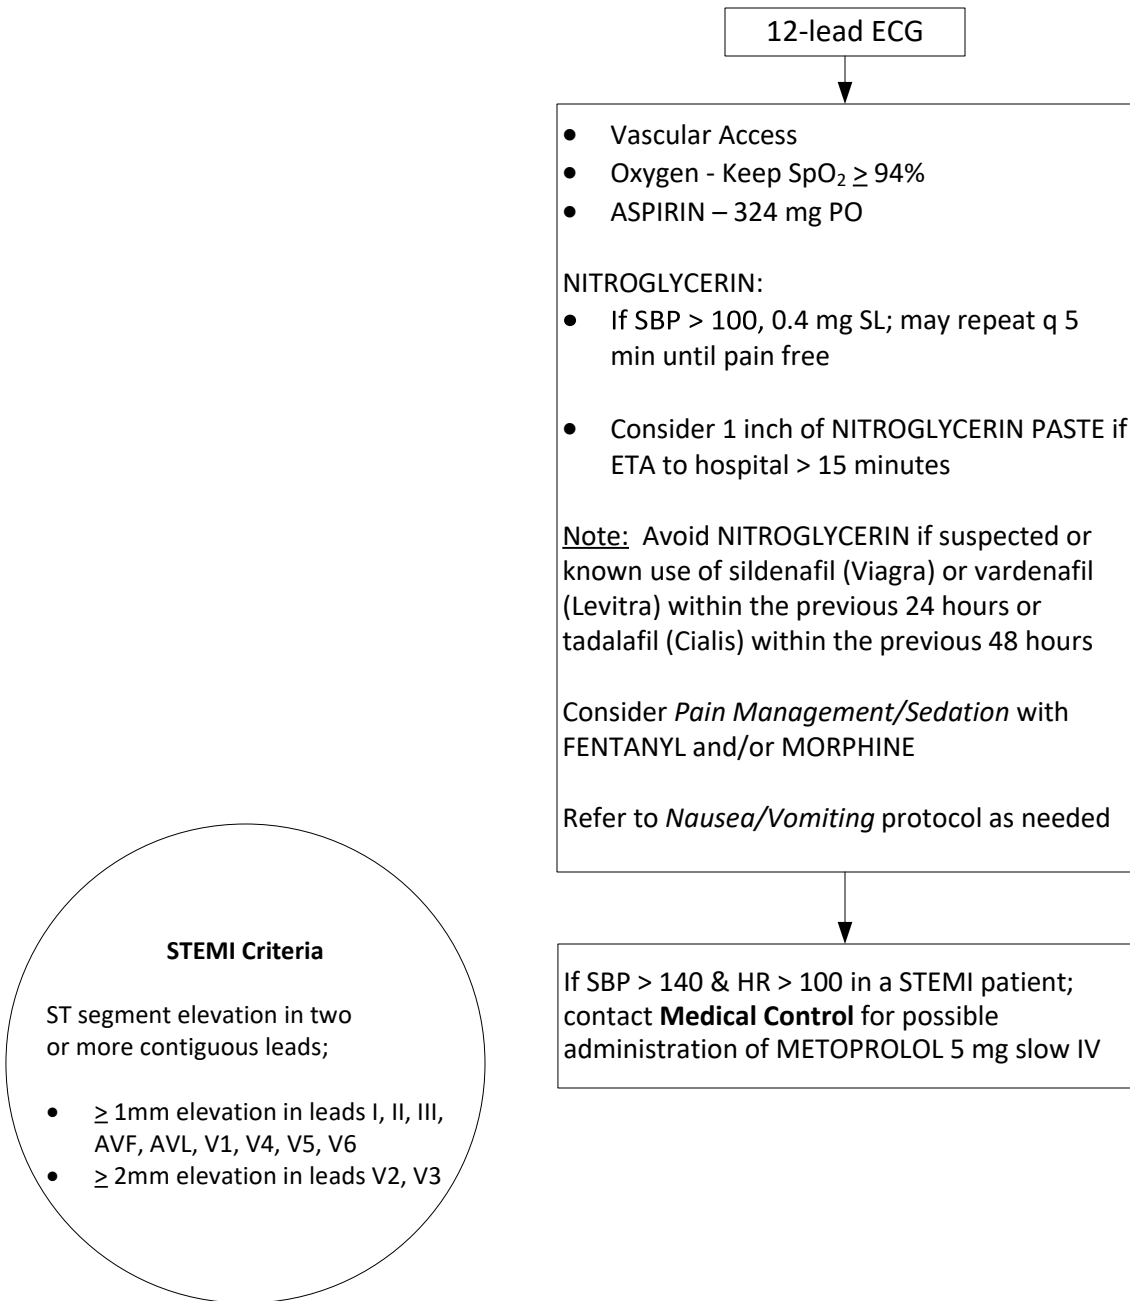 12-lead ECG
• Vascular Access
• Oxygen - Keep SpO₂ ≥ 94%
• ASPIRIN – 324 mg PO
NITROGLYCERIN:
• If SBP > 100, 0.4 mg SL; may repeat q 5
min until pain free
• Consider 1 inch of NITROGLYCERIN PASTE if
ETA to hospital > 15 minutes
Note: Avoid NITROGLYCERIN if suspected or
known use of sildenafil (Viagra) or vardenafil
(Levitra) within the previous 24 hours or
tadalafil (Cialis) within the previous 48 hours
Consider Pain Management/Sedation with
FENTANYL and/or MORPHINE
Refer to Nausea/Vomiting protocol as needed
If SBP > 140 & HR > 100 in a STEMI patient;
contact Medical Control for possible
administration of METOPROLOL 5 mg slow IV
STEMI Criteria
ST segment elevation in two
or more contiguous leads;
• ≥ 1mm elevation in leads I, II, III,
AVF, AVL, V1, V4, V5, V6
• ≥ 2mm elevation in leads V2, V3